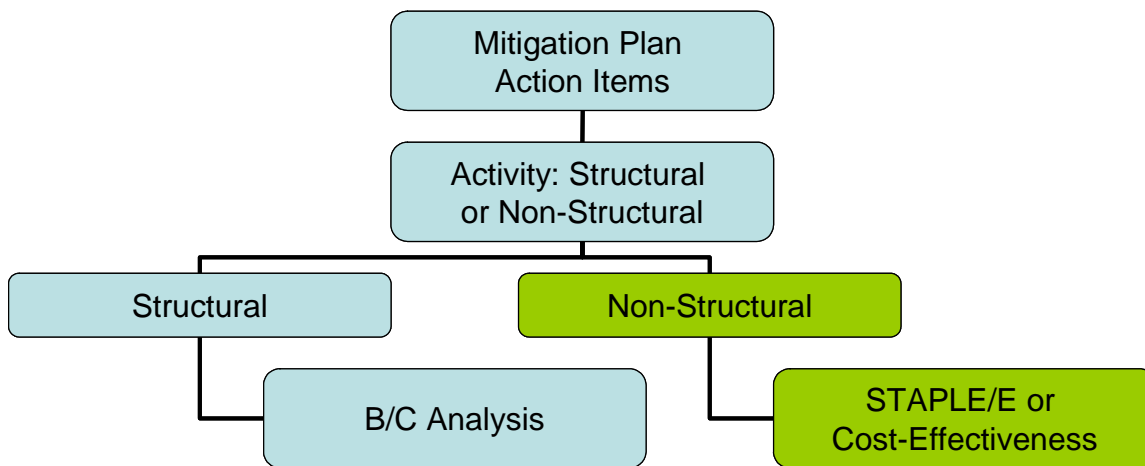 Mitigation Plan
Action Items
Activity: Structural
or Non-Structural
Structural
Non-Structural
B/C Analysis
STAPLE/E or
Cost-Effectiveness